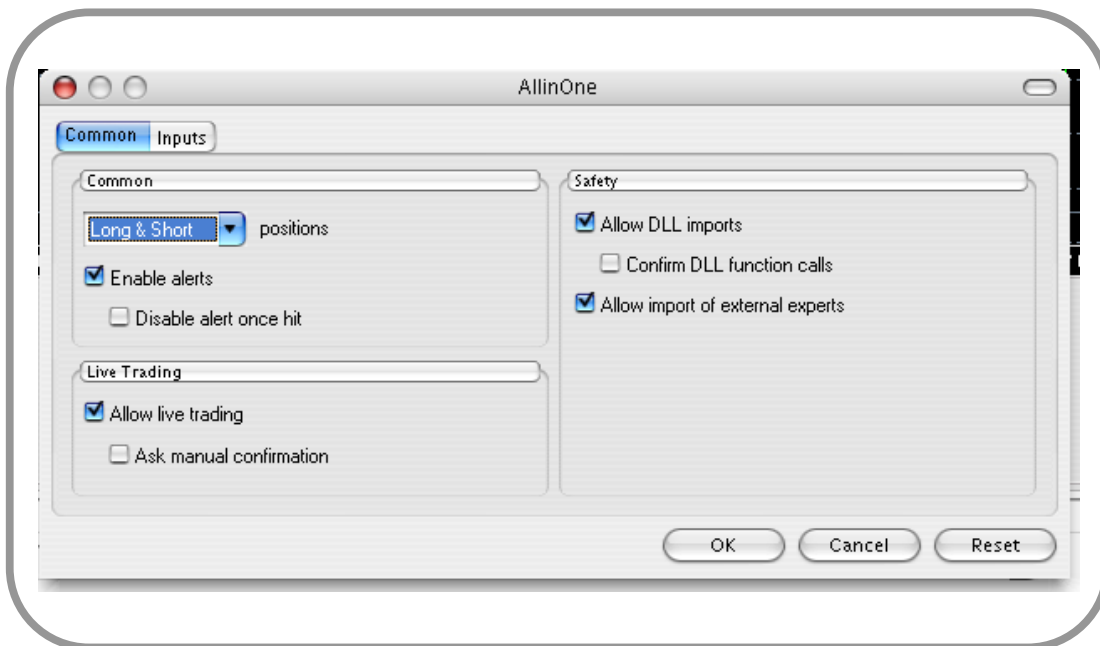 AllinOne
Common Inputs
Common
Long & Short positions
Enable alerts
Disable alert once hit
Live Trading
Allow live trading
Ask manual confirmation
Safety
Allow DLL imports
Confirm DLL function calls
Allow import of external experts
OK Cancel Reset